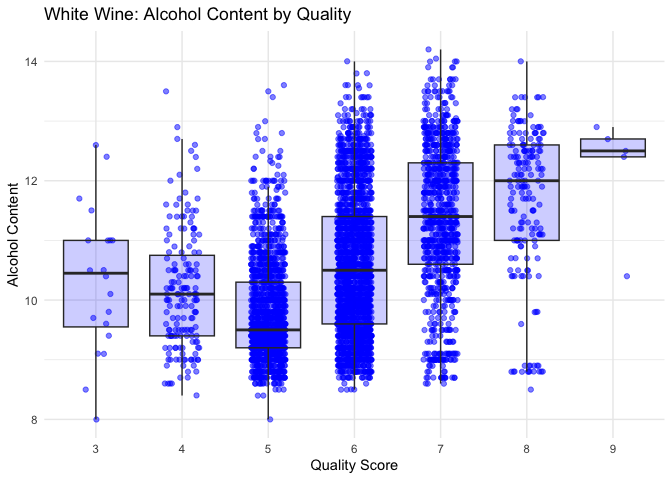 White Wine: Alcohol Content by Quality
14
12
10
8
Alcohol Content
3 4 5 6 7 8 9
Quality Score